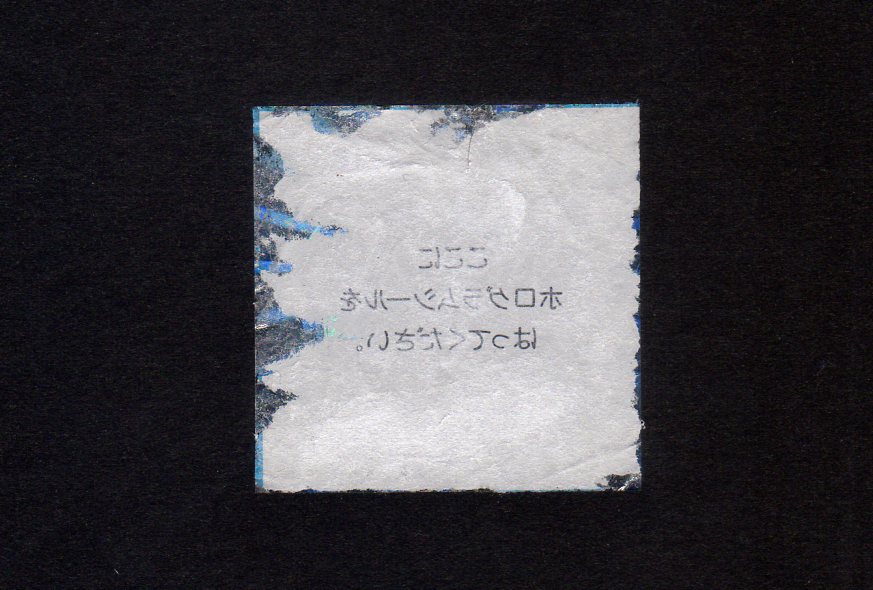 ここに
ホログラムシールを
はってください。